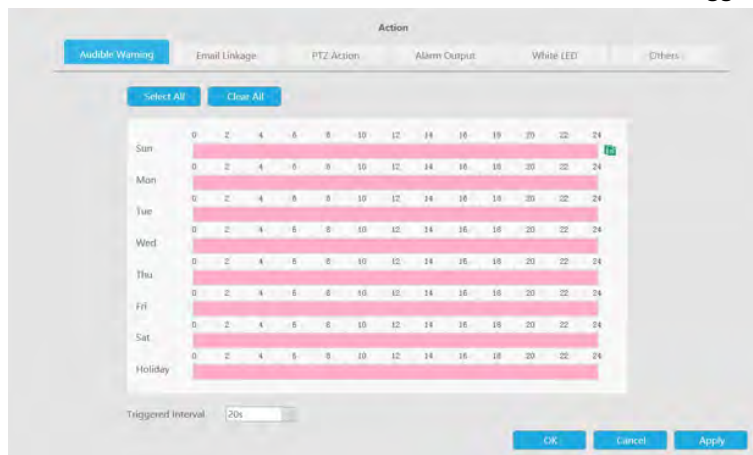 Action
Audible Warning Email Linkage PTZ Action Alarm Output White LED Others
Select All Clear All
0 2 4 6 8 10 12 14 16 18 20 22 24
Sun
0 2 4 6 8 10 12 14 16 18 20 22 24
Mon
0 2 4 6 8 10 12 14 16 18 20 22 24
Tue
0 2 4 6 8 10 12 14 16 18 20 22 24
Wed
0 2 4 6 8 10 12 14 16 18 20 22 24
Thu
0 2 4 6 8 10 12 14 16 18 20 22 24
Fri
0 2 4 6 8 10 12 14 16 18 20 22 24
Sat
0 2 4 6 8 10 12 14 16 18 20 22 24
Holiday
Triggered Interval 20s
OK Cancel Apply